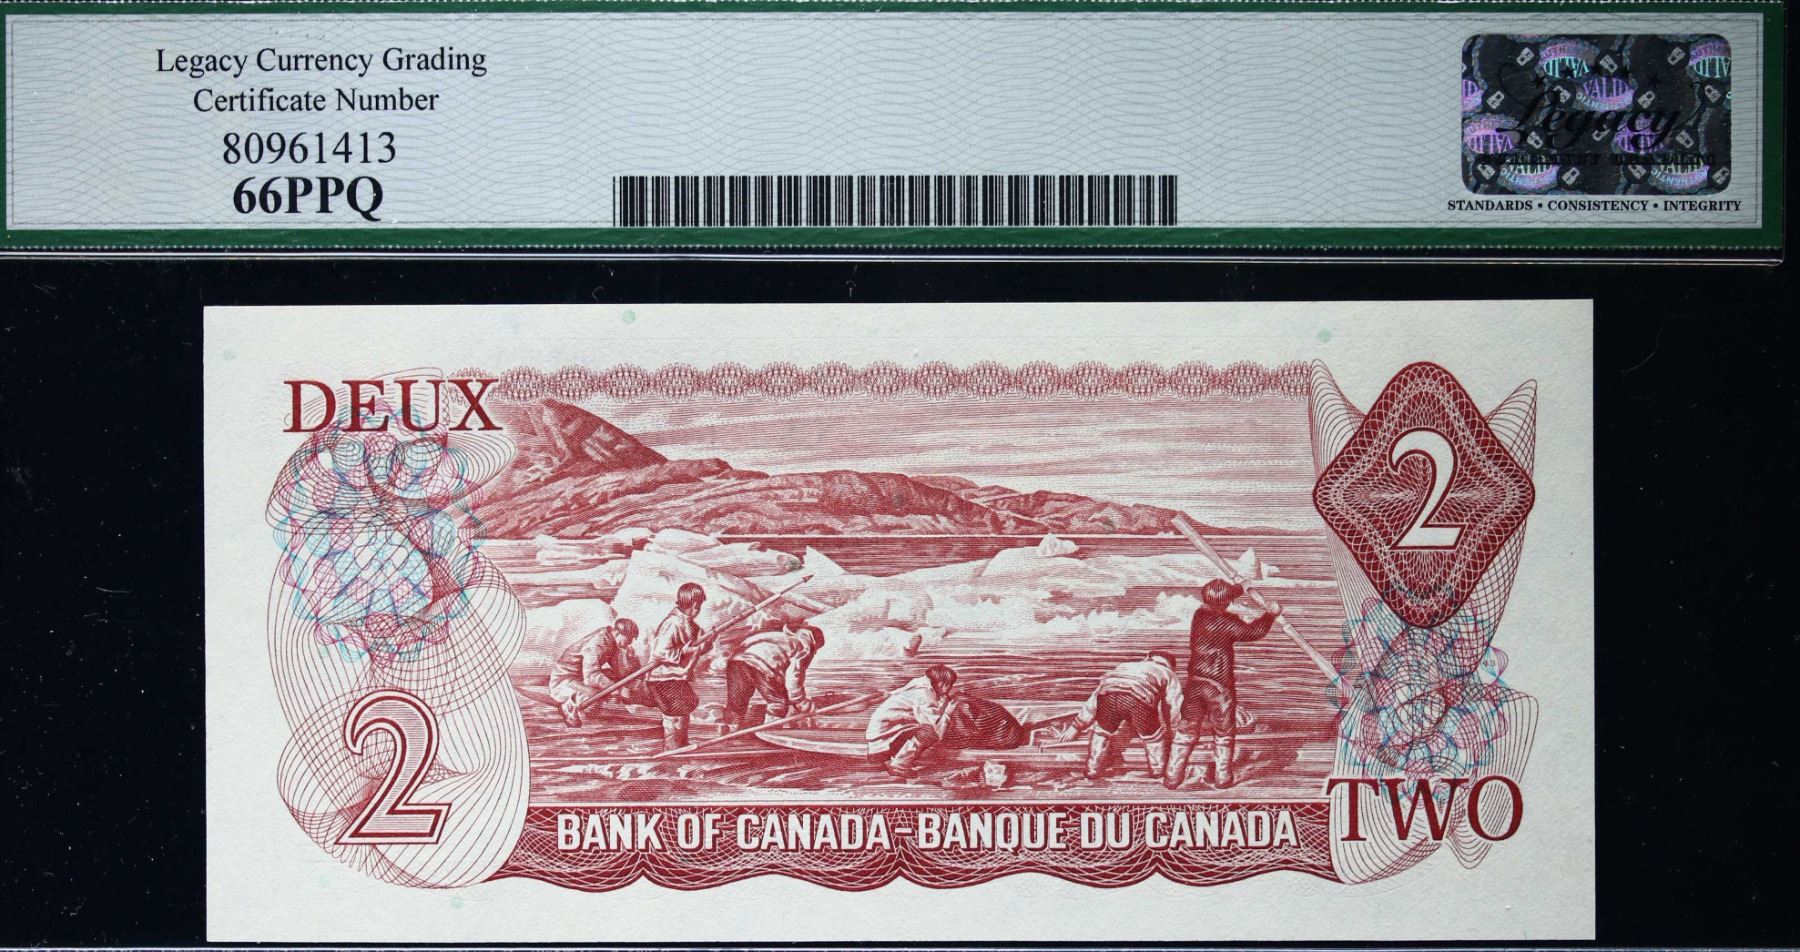 Legacy Currency Grading
Certificate Number
80961413
66PPQ
Legacy
STANDARDS • CONSISTENCY • INTEGRITY
DEUX
2
2
BANK OF CANADA-BANQUE DU CANADA
TWO